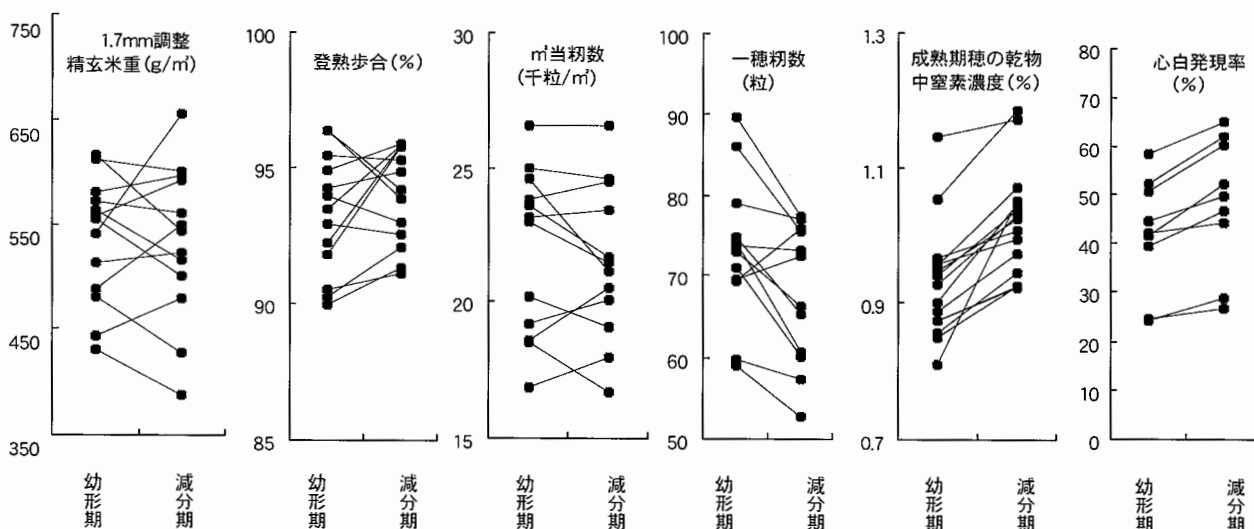 1.7mm調整
精玄米重(g/㎡)
750
650
550
450
350
幼形期
減分期
登熟歩合(%)
100
95
90
85
幼形期
減分期
㎡当籾数
(千粒/㎡)
30
25
20
15
幼形期
減分期
一穂籾数
(粒)
100
90
80
70
60
50
幼形期
減分期
成熟期穂の乾物
中窒素濃度(%)
1.3
1.1
0.9
0.7
幼形期
減分期
心白発現率
(%)
80
70
60
50
40
30
20
10
0
幼形期
減分期